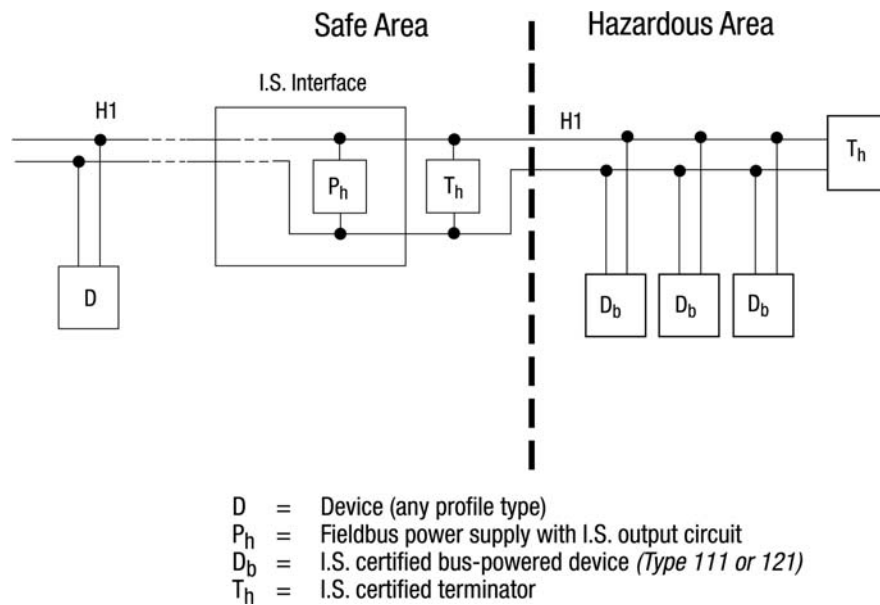 Safe Area
Hazardous Area
I.S. Interface
H1
H1
Th
Ph
Th
D
Db
Db
Db
D = Device (any profile type)
Ph = Fieldbus power supply with I.S. output circuit
Db = I.S. certified bus-powered device (Type 111 or 121)
Th = I.S. certified terminator